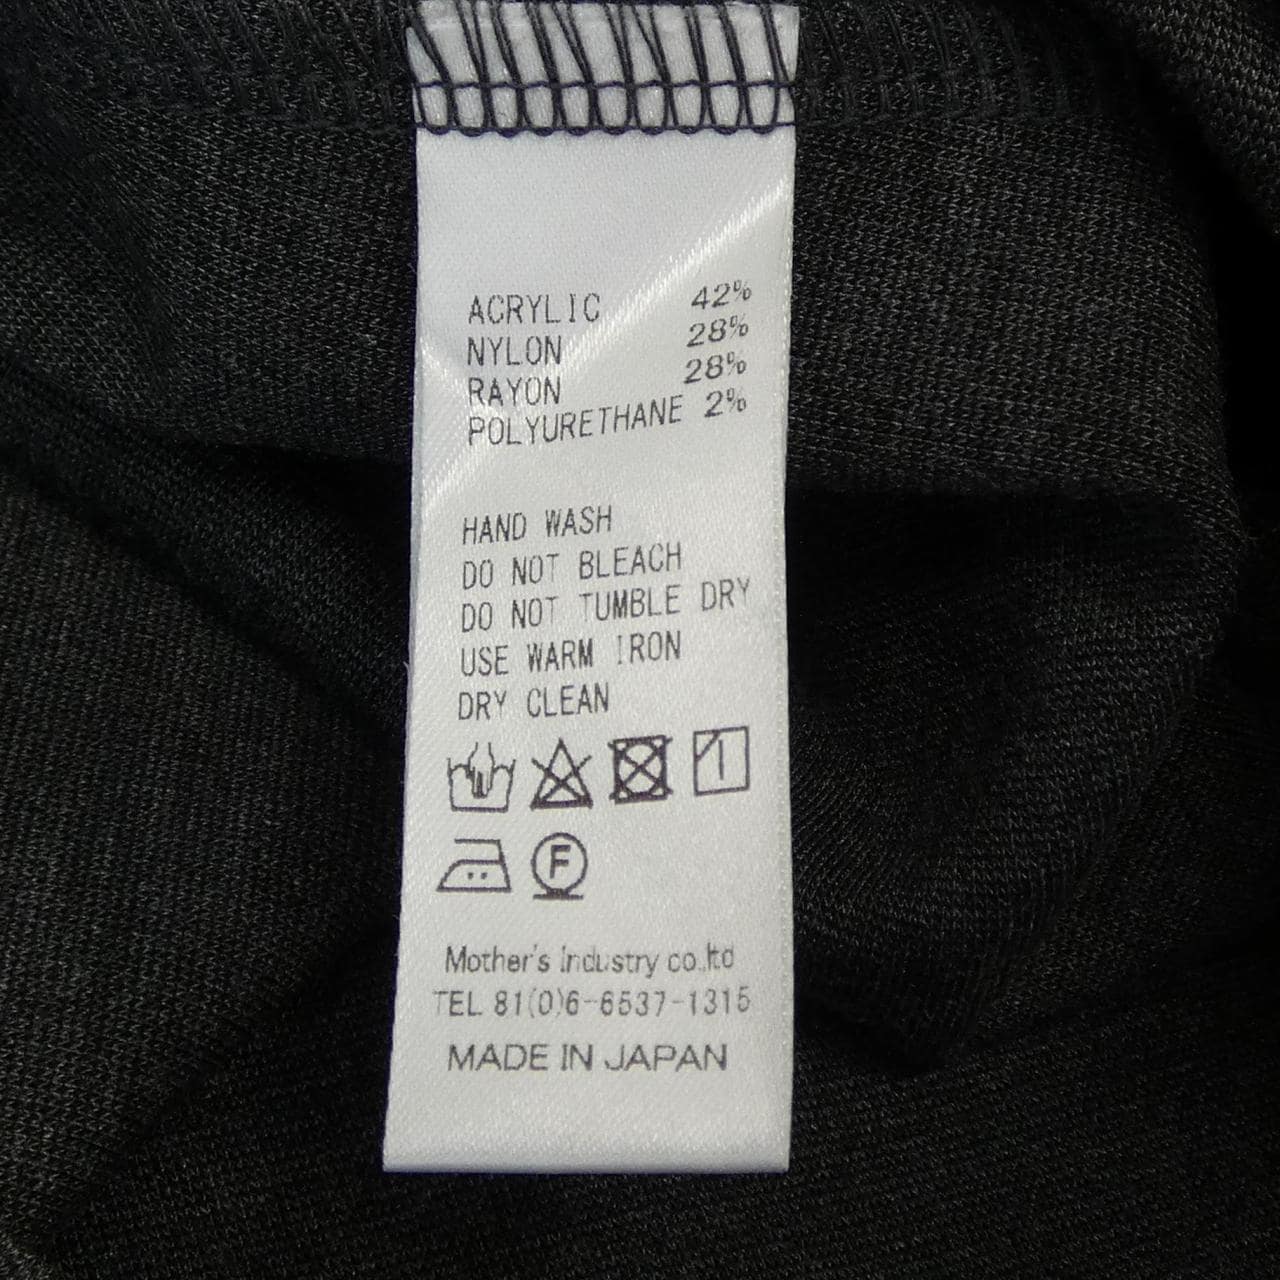 ACRYLIC 42%
NYLON 28%
RAYON 28%
POLYURETHANE 2%
HAND WASH
DO NOT BLEACH
DO NOT TUMBLE DRY
USE WARM IRON
DRY CLEAN
F
Mother's Industry co.ltd
TEL 81(0)6-6537-1315
MADE IN JAPAN